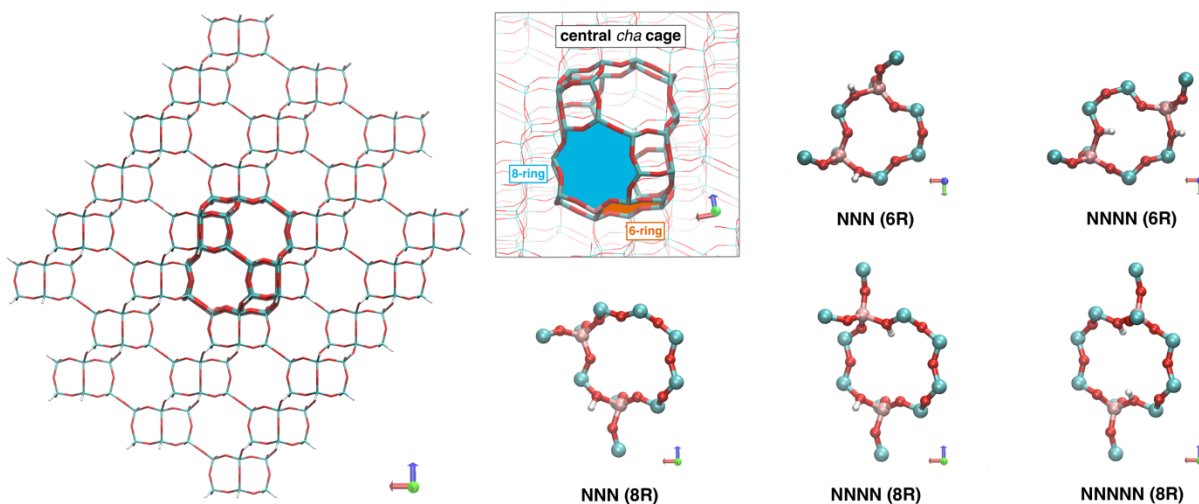 central cha cage
8-ring
6-ring
NNN (6R)
NNNN (6R)
NNN (8R)
NNNN (8R)
NNNNN (8R)